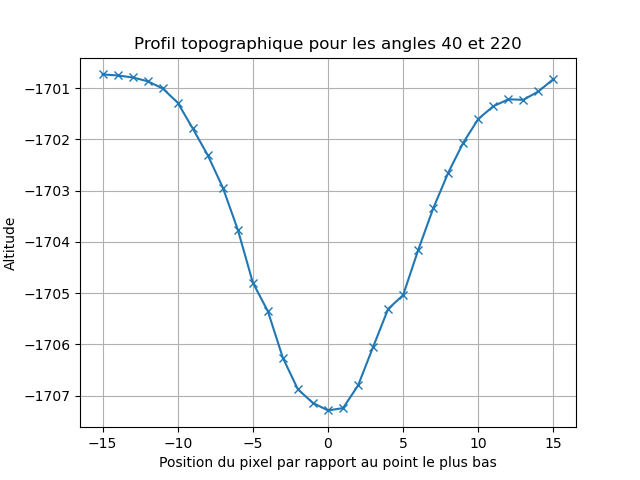 Profil topographique pour les angles 40 et 220
−1701
−1702
−1703
−1704
−1705
−1706
−1707
Altitude
−15 −10 −5 0 5 10 15
Position du pixel par rapport au point le plus bas